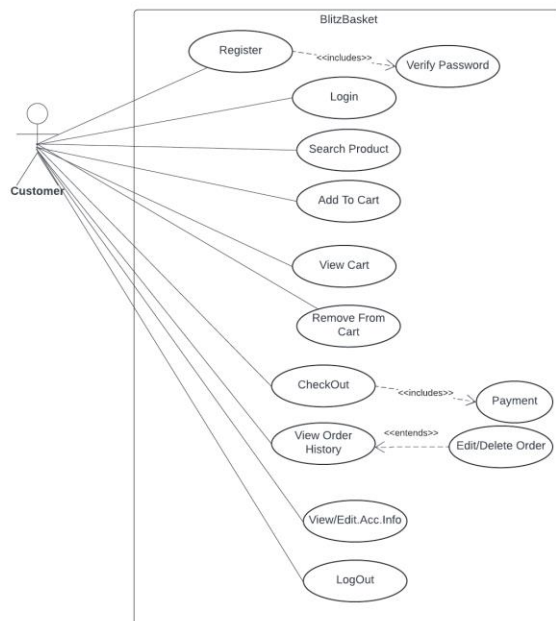 BlitzBasket
Register
<<includes>>
Verify Password
Login
Search Product
Customer
Add To Cart
View Cart
Remove From
Cart
CheckOut
<<includes>>
Payment
<<entends>>
View Order
History
Edit/Delete Order
View/Edit.Acc.Info
LogOut